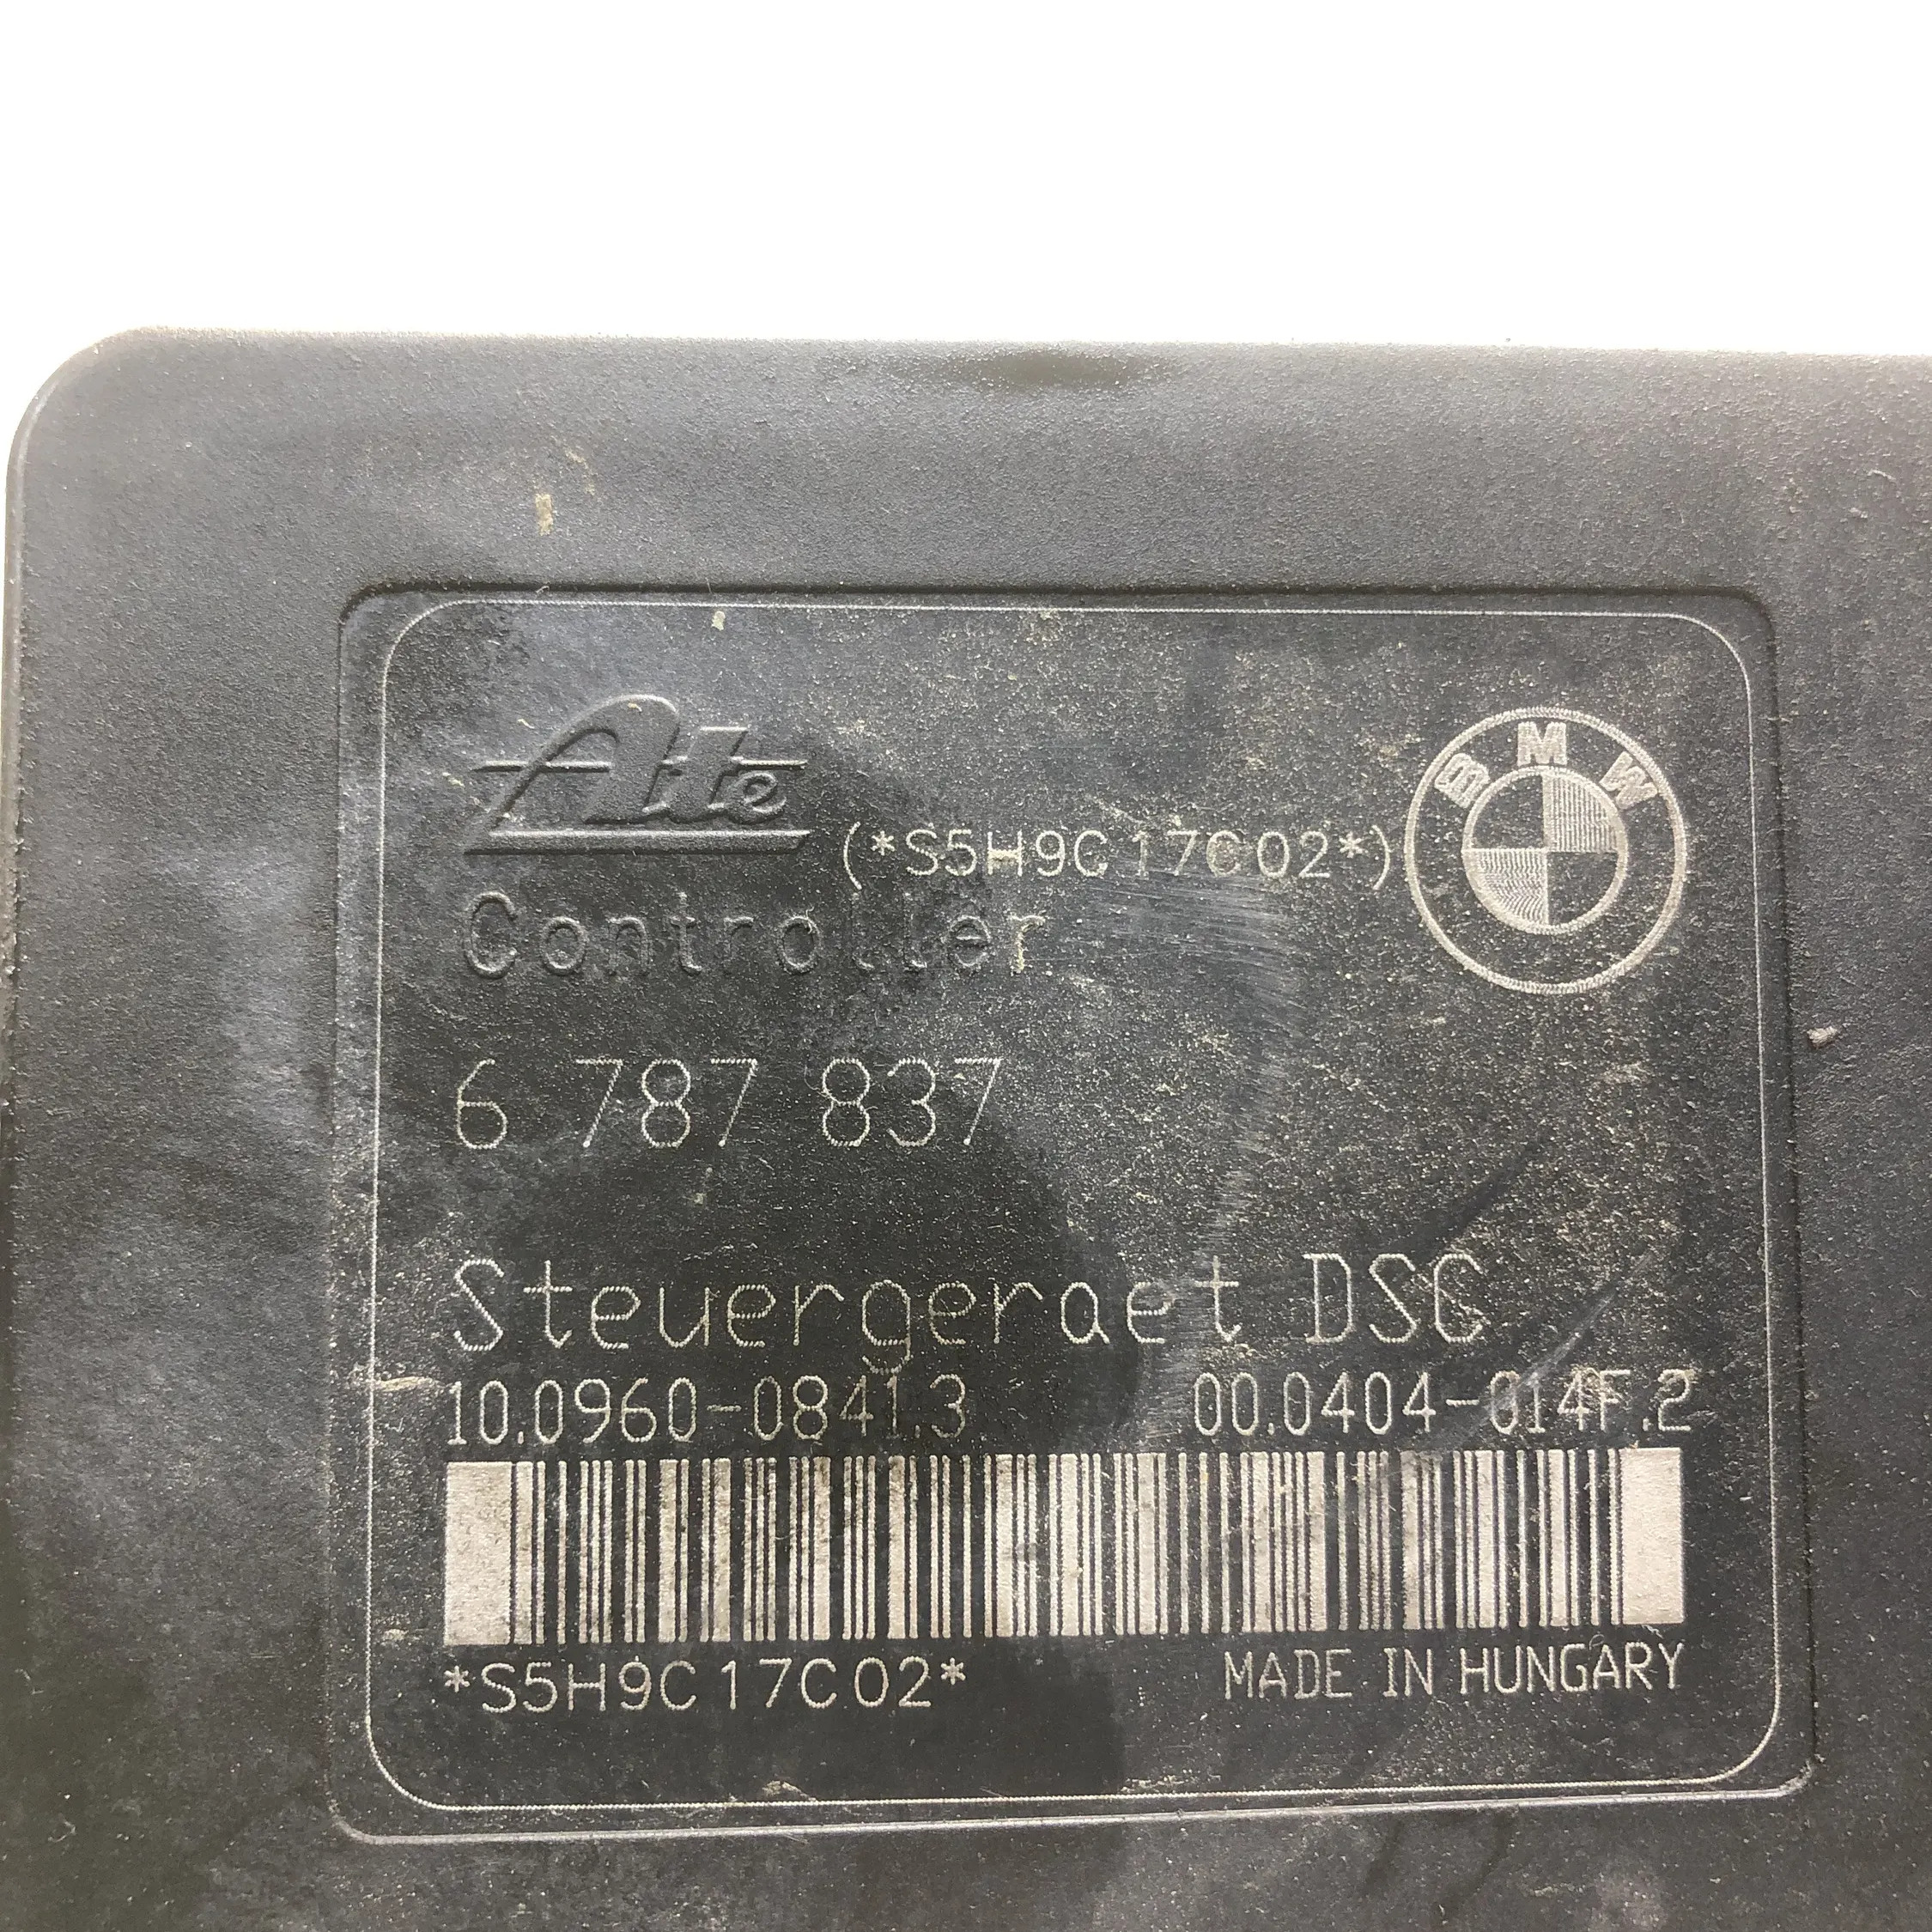 Ate
(*S5H9C17C02*)
BMW
Controller
6 787 837
Steuergeraet DSC
10.0960-0841.3 00.0404-014F.2
*S5H9C17C02*
MADE IN HUNGARY